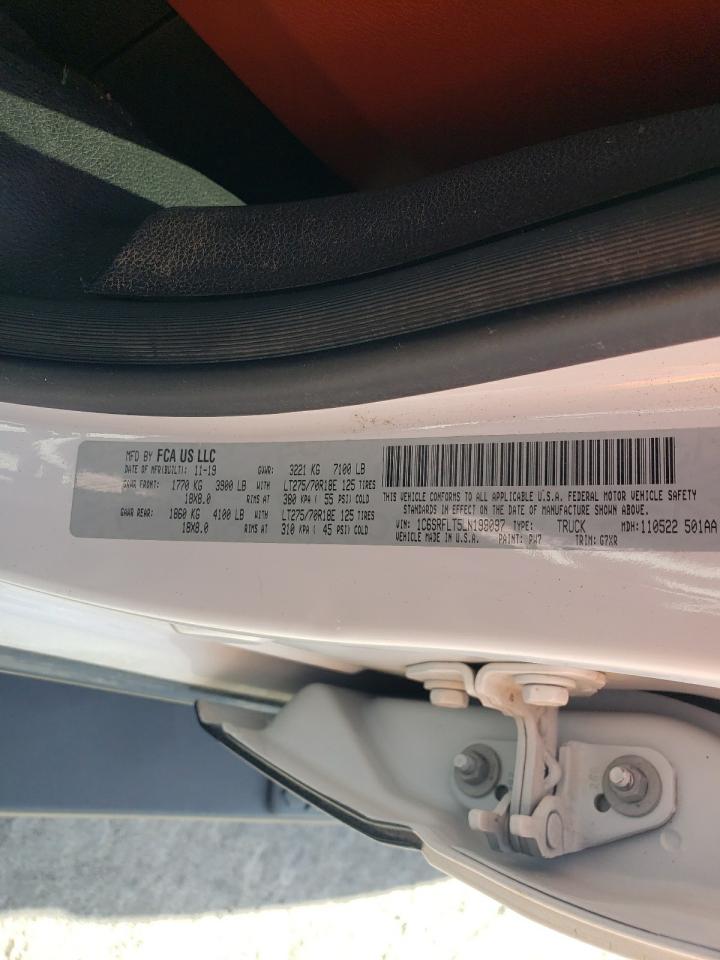 MFD BY FCA US LLC
DATE OF MFR(BUILT): 11-19 GVWR: 3221 KG 7100 LB
GAWR FRONT: 1770 KG 3900 LB WITH LT275/70R18E 125 TIRES
18X8.0 RIMS AT 380 KPA ( 55 PSI) COLD
GAWR REAR: 1860 KG 4100 LB WITH LT275/70R18E 125 TIRES
18X8.0 RIMS AT 310 KPA ( 45 PSI) COLD
THIS VEHICLE CONFORMS TO ALL APPLICABLE U.S.A. FEDERAL MOTOR VEHICLE SAFETY
STANDARDS IN EFFECT ON THE DATE OF MANUFACTURE SHOWN ABOVE.
VIN: 1C6SRFLT5LN198097 TYPE: TRUCK MDH: 110522 501AA
VEHICLE MADE IN U.S.A. PAINT: PW7 TRIM: G7XR